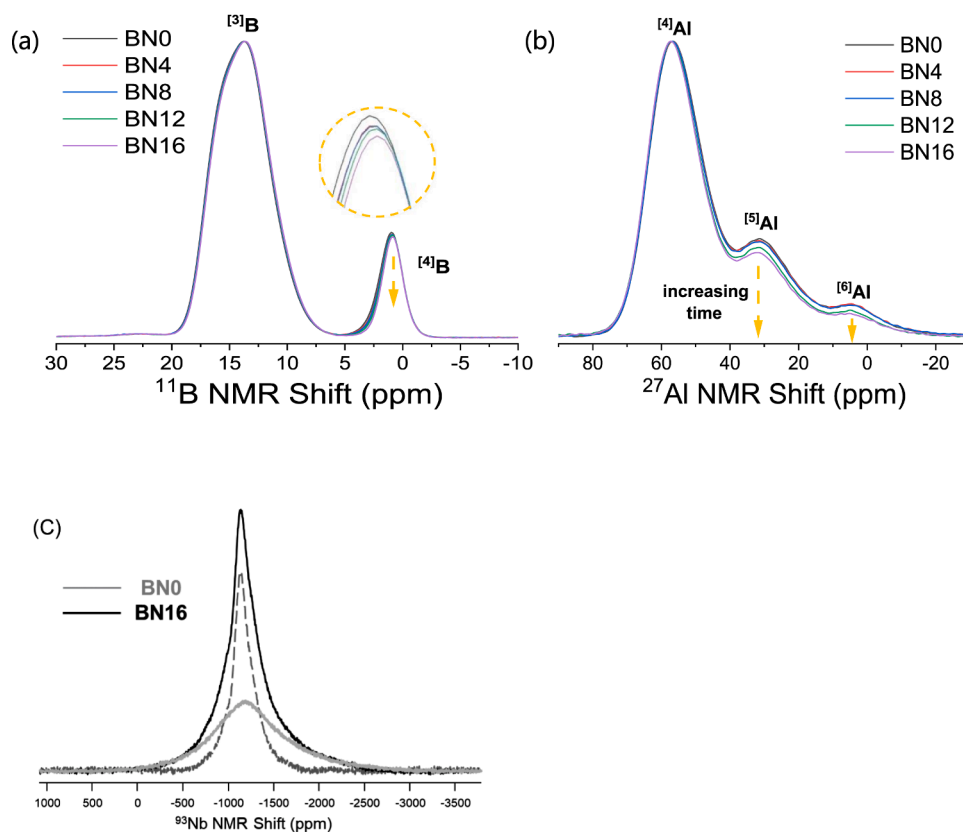 (a)
[3]B
BN0
BN4
BN8
BN12
BN16
[4]B
30 25 20 15 10 5 0 -5 -10
11B NMR Shift (ppm)
(b)
[4]Al
BN0
BN4
BN8
BN12
BN16
[5]Al
[6]Al
increasing
time
80 60 40 20 0 -20
27Al NMR Shift (ppm)
(C)
BN0
BN16
1000 500 0 -500 -1000 -1500 -2000 -2500 -3000 -3500
93Nb NMR Shift (ppm)